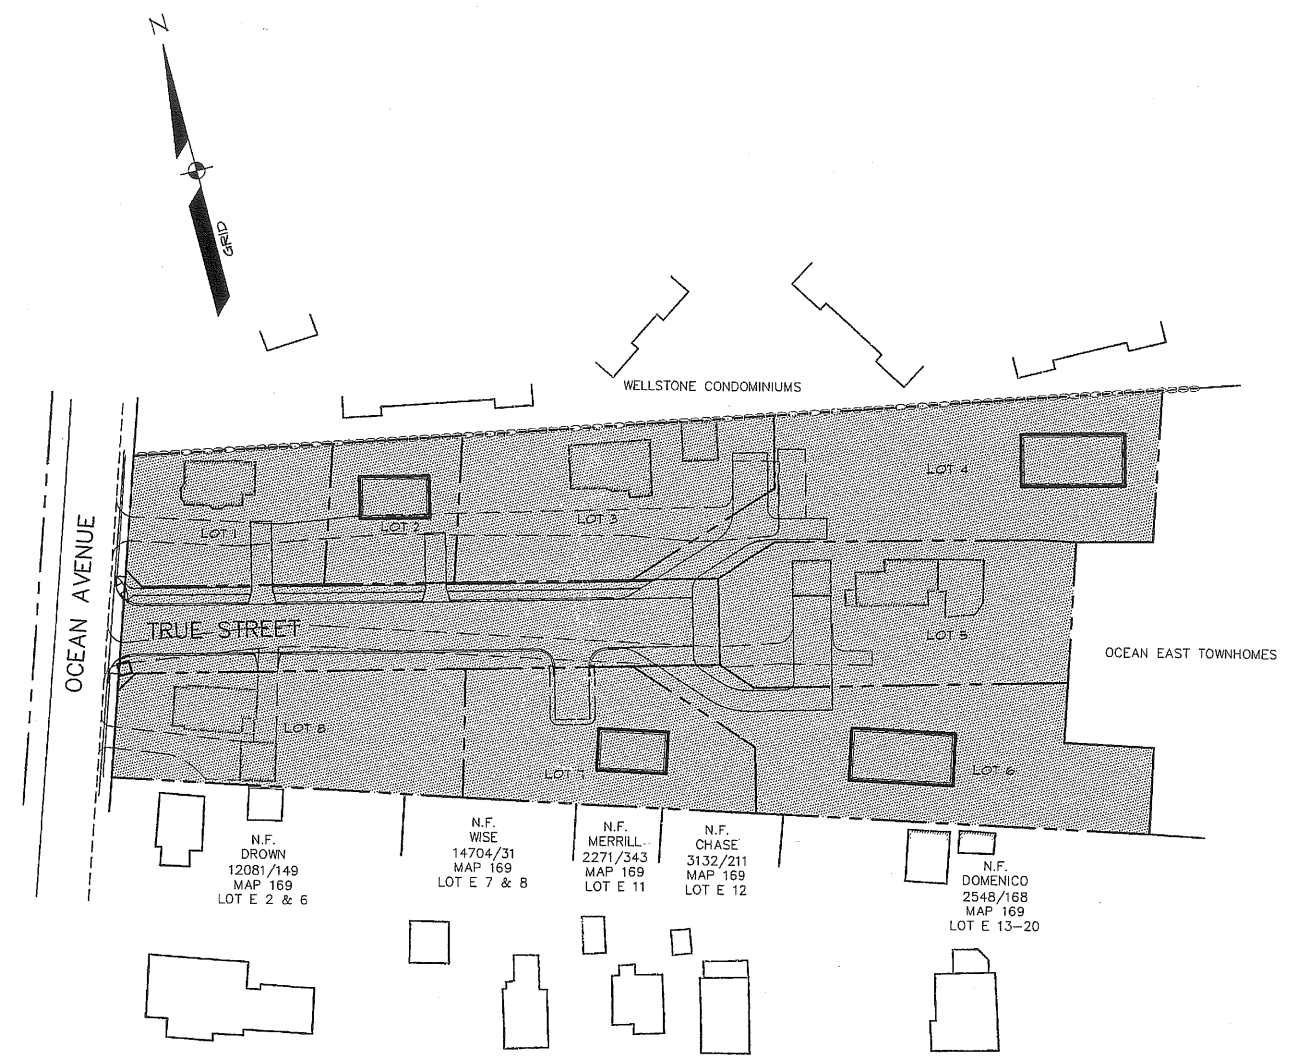 N
GRID
WELLSTONE CONDOMINIUMS
LOT 4
LOT 3
LOT 2
LOT 1
OCEAN AVENUE
TRUE STREET
LOT 5
OCEAN EAST TOWNHOMES
LOT 8
LOT 7
LOT 6
N.F.
DROWN
12081/149
MAP 169
LOT E 2 & 6
N.F.
WISE
14704/31
MAP 169
LOT E 7 & 8
N.F.
MERRILL
2271/343
MAP 169
LOT E 11
N.F.
CHASE
3132/211
MAP 169
LOT E 12
N.F.
DOMENICO
2548/168
MAP 169
LOT E 13-20